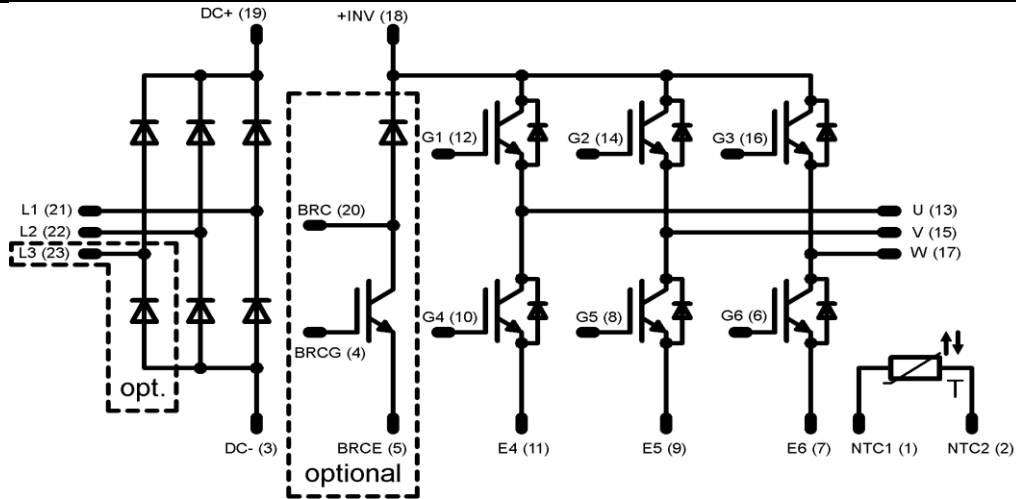 DC+ (19)
+INV (18)
G1 (12)
G2 (14)
G3 (16)
L1 (21)
L2 (22)
L3 (23)
BRC (20)
U (13)
V (15)
W (17)
BRCG (4)
G4 (10)
G5 (8)
G6 (6)
opt.
T
DC- (3)
BRCE (5)
E4 (11)
E5 (9)
E6 (7)
NTC1 (1)
NTC2 (2)
optional